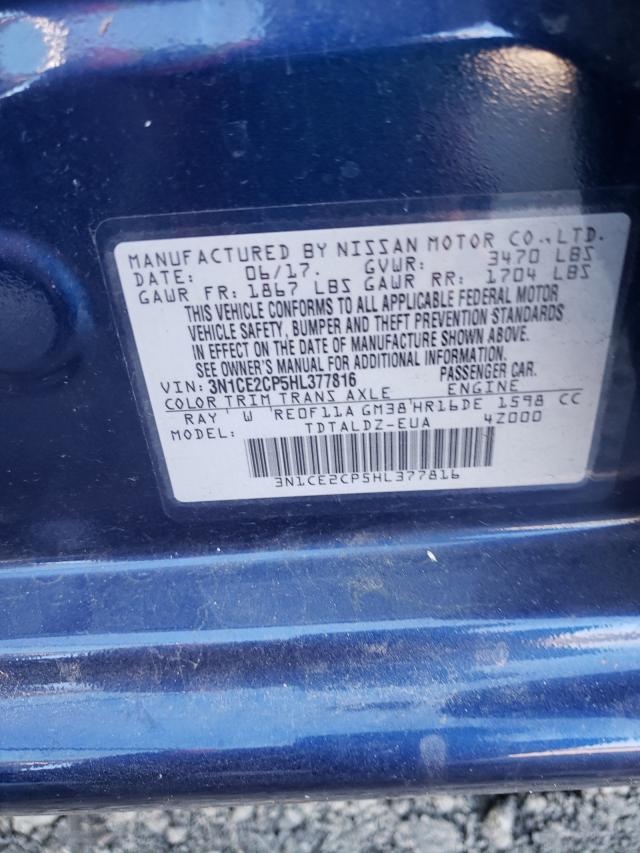 MANUFACTURED BY NISSAN MOTOR CO.,LTD.
DATE: 06/17. GVWR: 3470 LBS
GAWR FR: 1867 LBS GAWR RR: 1704 LBS
THIS VEHICLE CONFORMS TO ALL APPLICABLE FEDERAL MOTOR
VEHICLE SAFETY, BUMPER AND THEFT PREVENTION STANDARDS
IN EFFECT ON THE DATE OF MANUFACTURE SHOWN ABOVE.
SEE OWNER'S MANUAL FOR ADDITIONAL INFORMATION.
VIN: 3N1CE2CP5HL377816 PASSENGER CAR.
COLOR TRIM TRANS AXLE ENGINE
RAY W RE0F11A GM38 HR16DE 1598 CC
MODEL: TDTALDZ-EUA 4Z000
3N1CE2CP5HL377816